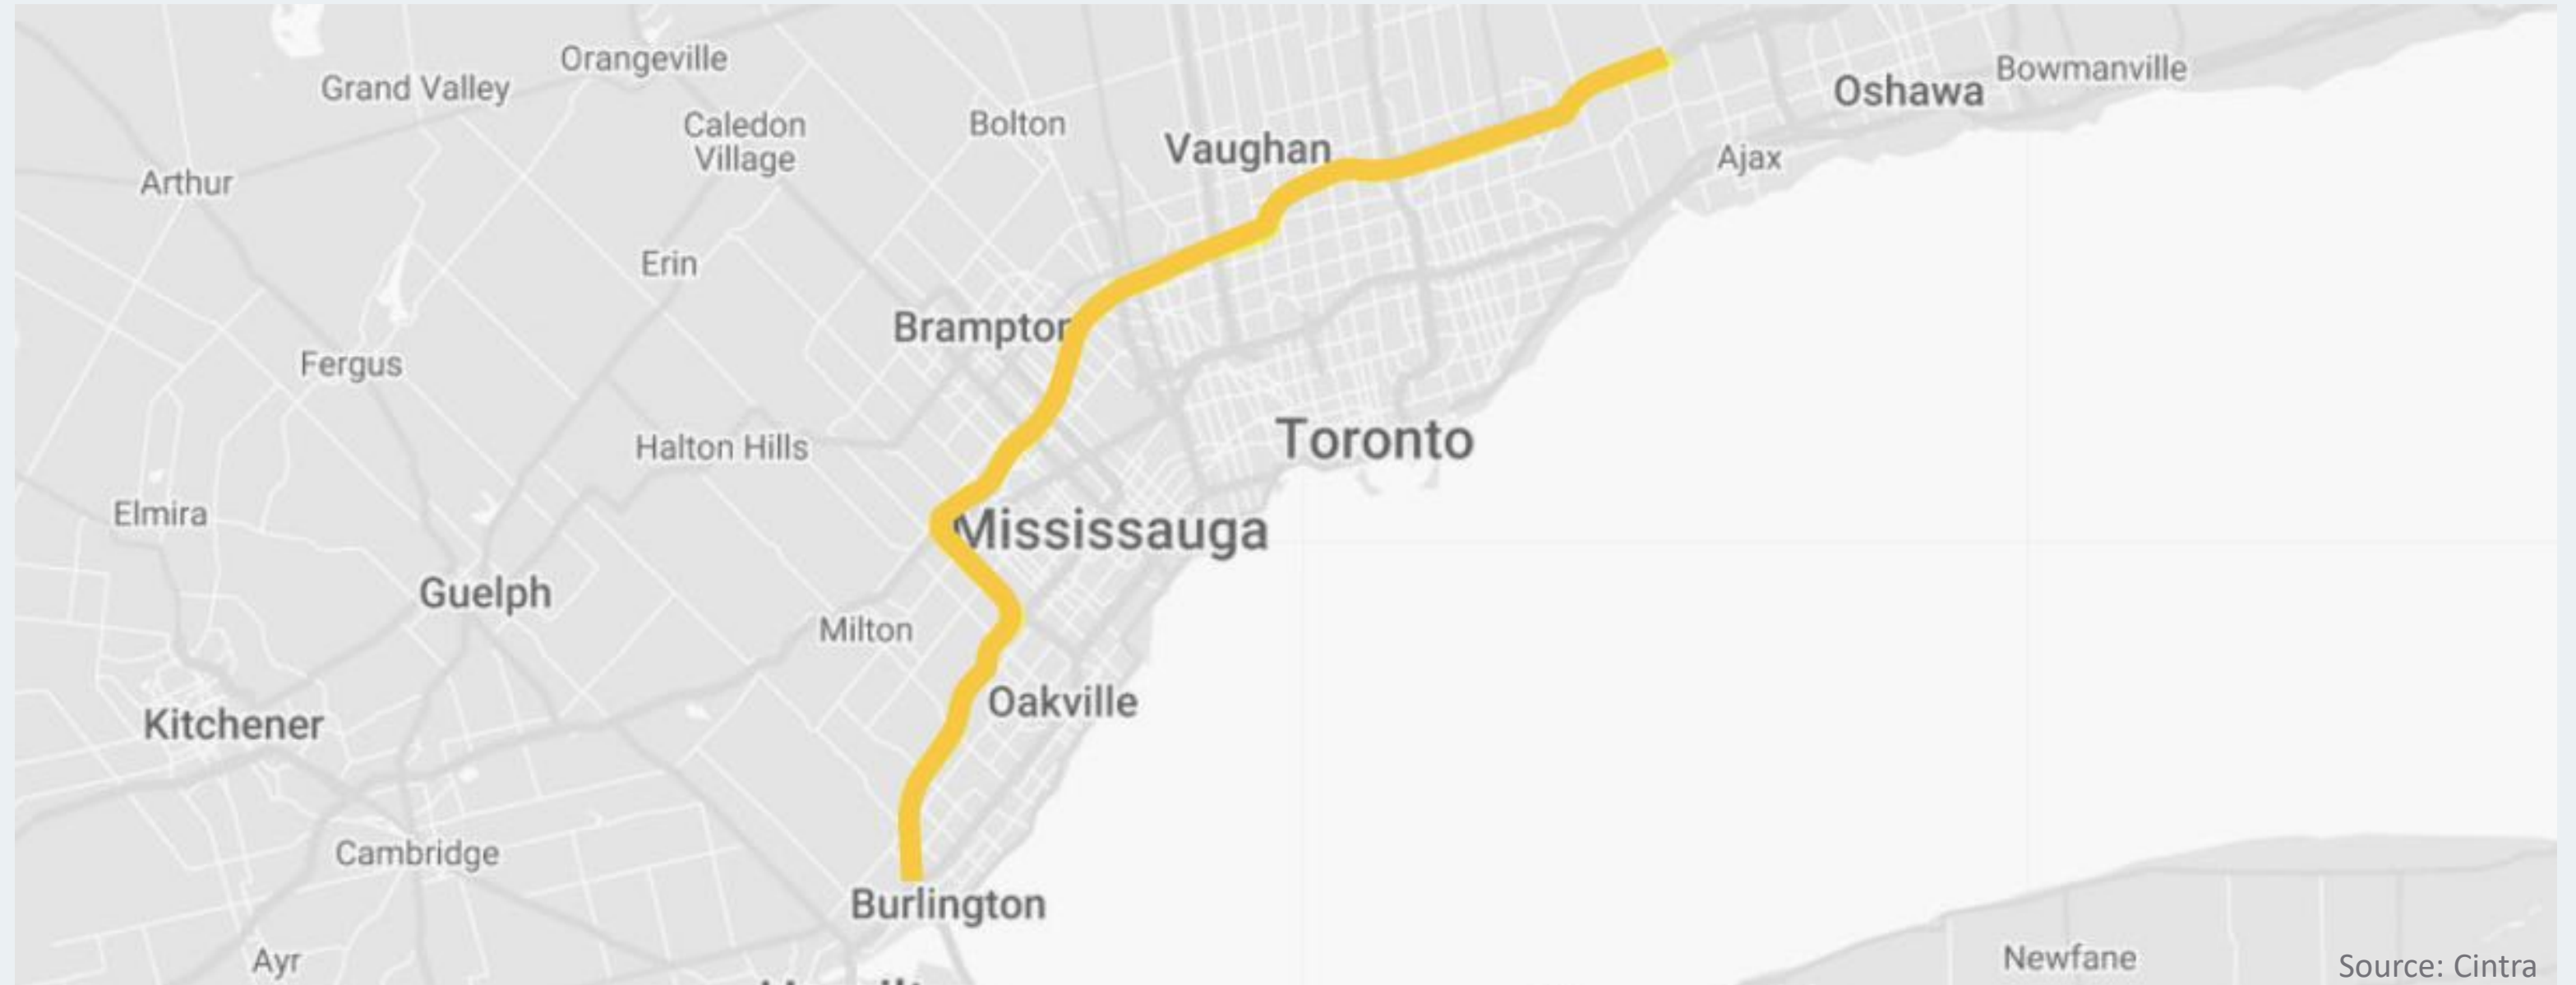 Orangeville
Grand Valley
Oshawa
Bowmanville
Caledon
Village
Bolton
Vaughan
Ajax
Arthur
Erin
Brampton
Fergus
Toronto
Halton Hills
Elmira
Mississauga
Guelph
Milton
Oakville
Kitchener
Cambridge
Burlington
Ayr
Newfane
Source: Cintra